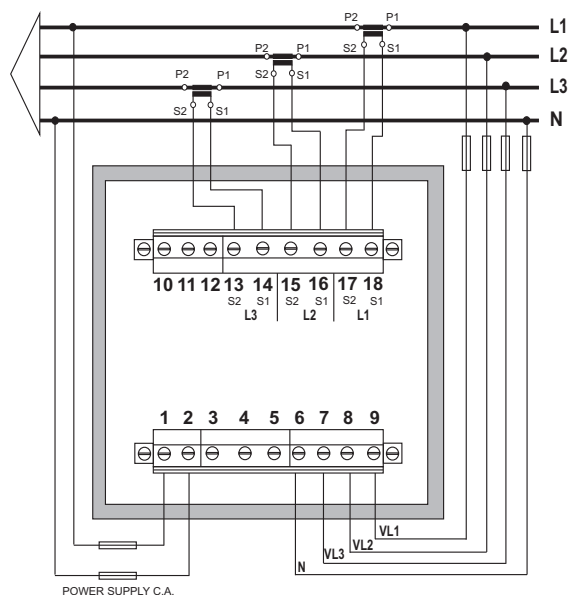 P2 P1 L1
P2 P1 S2 S1 L2
P2 P1 S2 S1 L3
S2 S1 N
10 11 12 13 14 15 16 17 18
S2 S1 S2 S1 S2 S1
L3 L2 L1
1 2 3 4 5 6 7 8 9
VL1
VL2
VL3
N
POWER SUPPLY C.A.